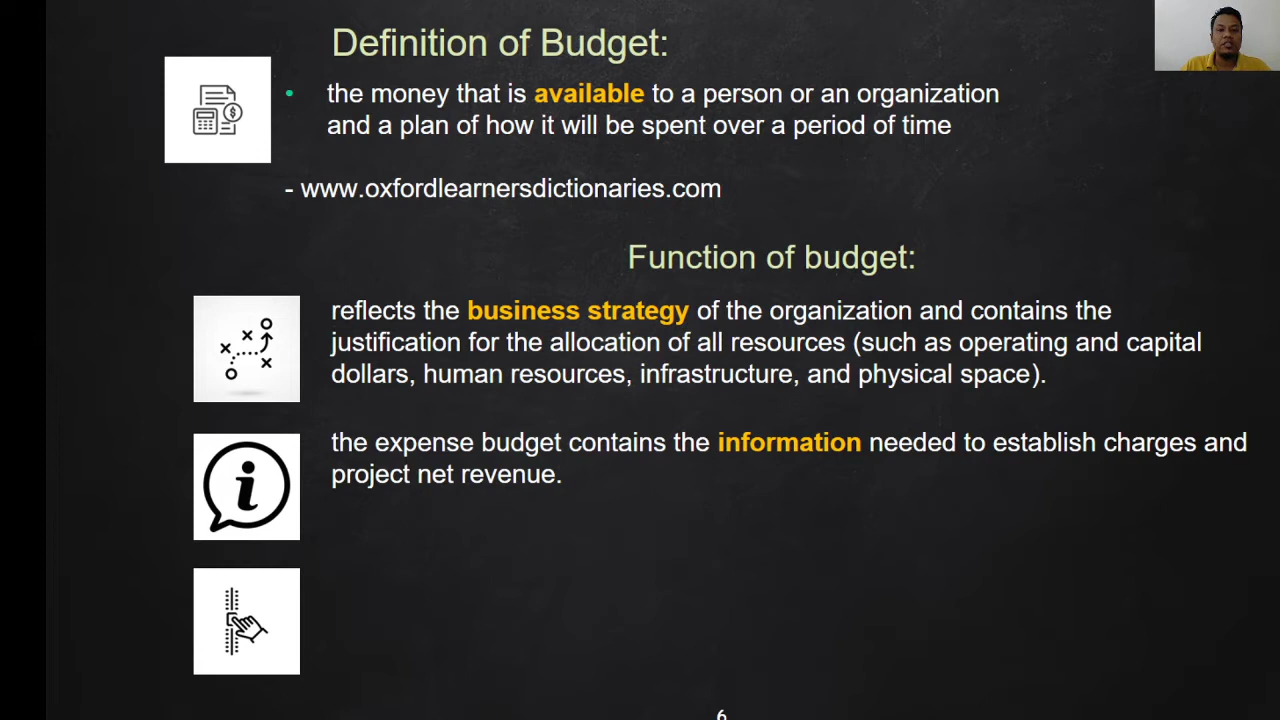 Definition of Budget:
• the money that is available to a person or an organization
and a plan of how it will be spent over a period of time
- www.oxfordlearnersdictionaries.com
Function of budget:
reflects the business strategy of the organization and contains the
justification for the allocation of all resources (such as operating and capital
dollars, human resources, infrastructure, and physical space).
the expense budget contains the information needed to establish charges and
project net revenue.
6